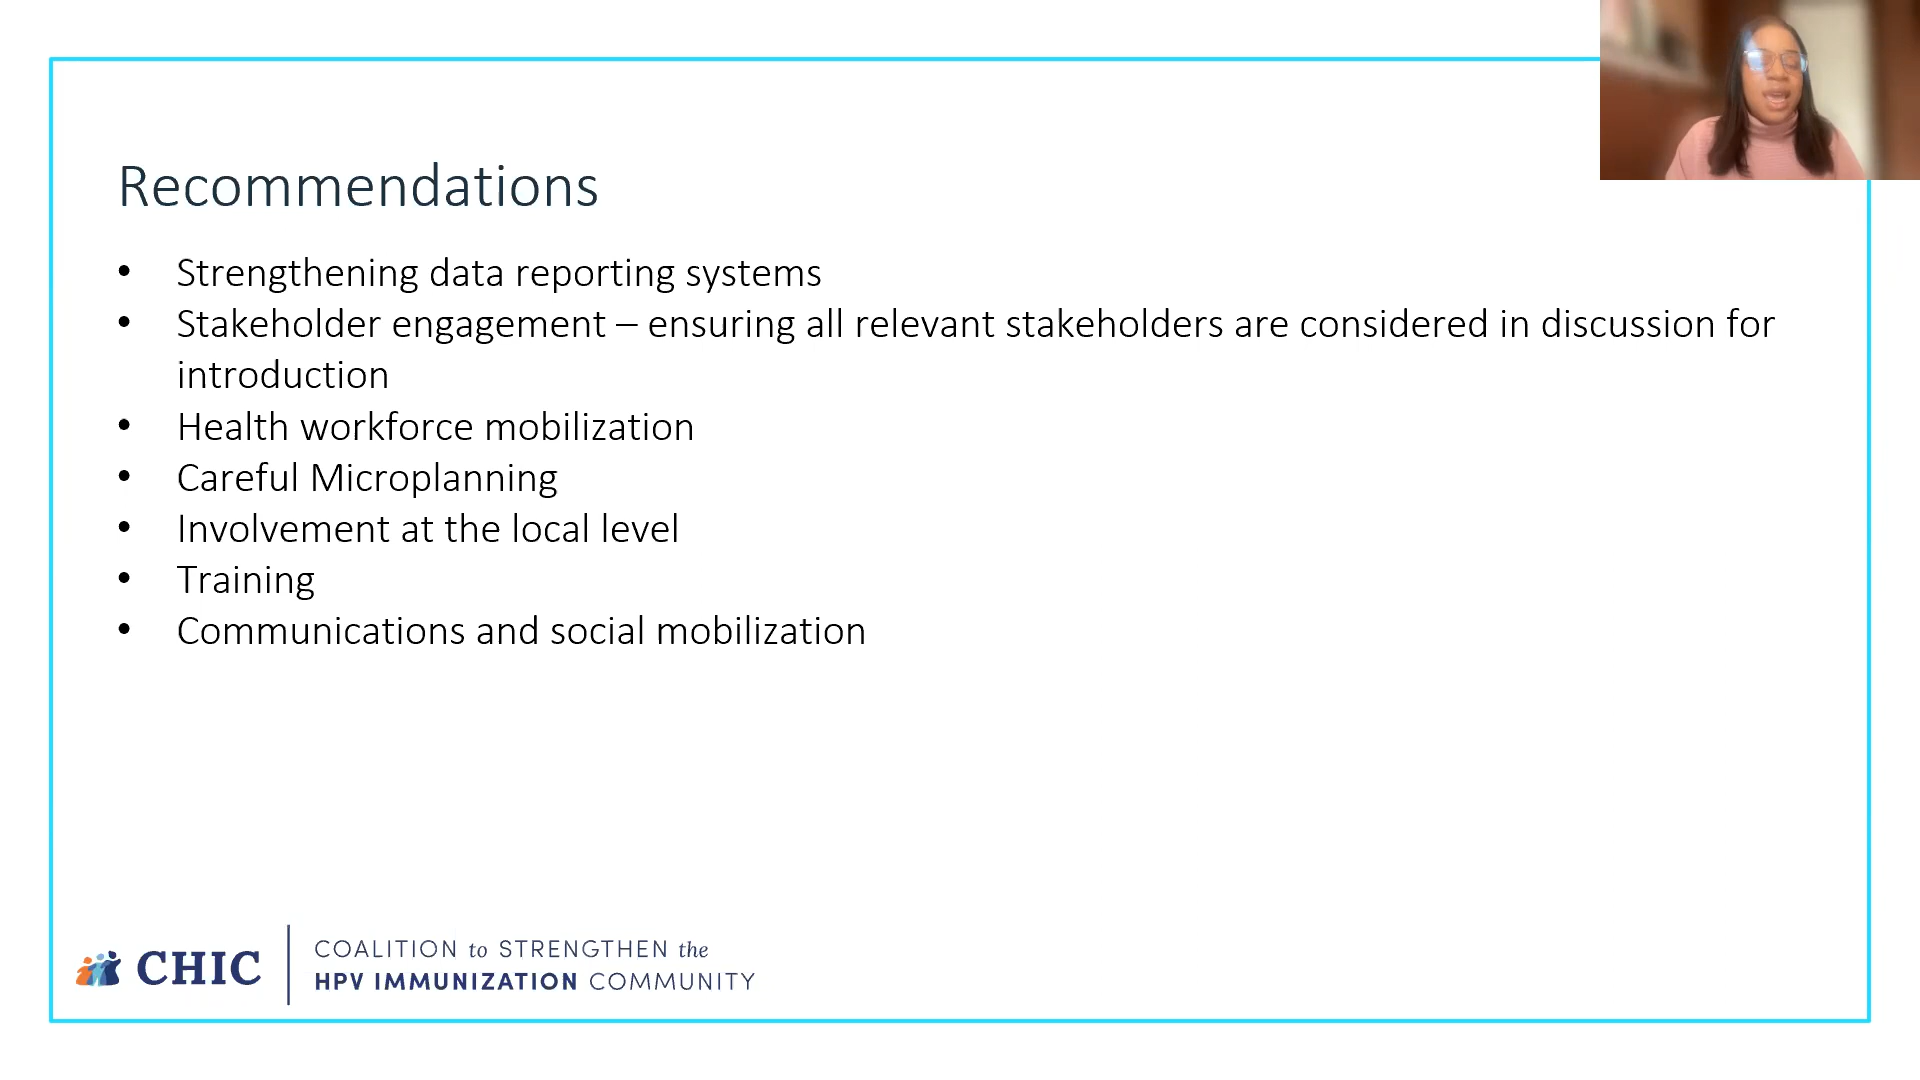 Recommendations
• Strengthening data reporting systems
• Stakeholder engagement – ensuring all relevant stakeholders are considered in discussion for
introduction
• Health workforce mobilization
• Careful Microplanning
• Involvement at the local level
• Training
• Communications and social mobilization
CHIC
COALITION to STRENGTHEN the
HPV IMMUNIZATION COMMUNITY